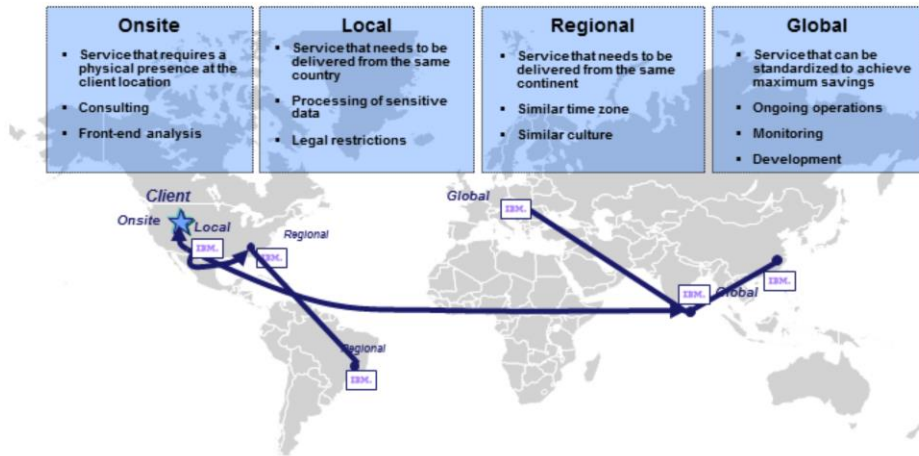 Onsite
▪ Service that requires a
physical presence at the
client location
▪ Consulting
▪ Front-end analysis
Local
▪ Service that needs to be
delivered from the same
country
▪ Processing of sensitive
data
▪ Legal restrictions
Regional
▪ Service that needs to be
delivered from the same
continent
▪ Similar time zone
▪ Similar culture
Global
▪ Service that can be
standardized to achieve
maximum savings
▪ Ongoing operations
▪ Monitoring
▪ Development
Client
Onsite
Local
IBM.
Regional
IBM.
Regional
IBM.
Global
IBM.
IBM.
Global
IBM.